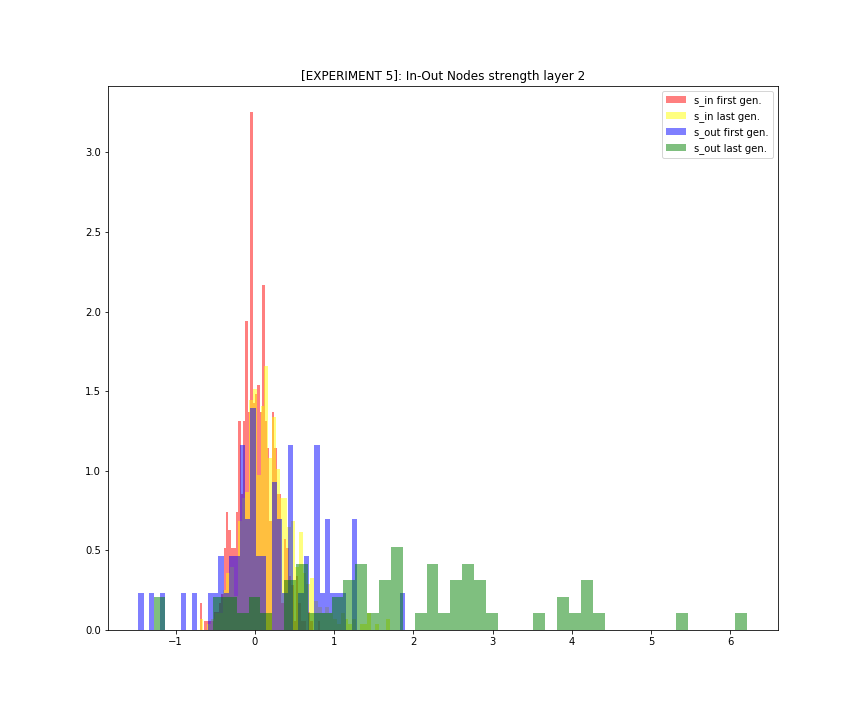 [EXPERIMENT 5]: In-Out Nodes strength layer 2
s_in first gen.
s_in last gen.
s_out first gen.
s_out last gen.
3.0
2.5
2.0
1.5
1.0
0.5
0.0
−1 0 1 2 3 4 5 6